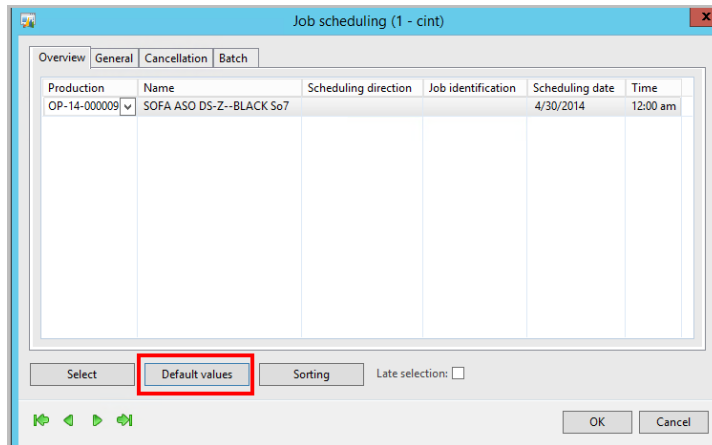 Job scheduling (1 - cint)
x
Overview General Cancellation Batch
Production Name Scheduling direction Job identification Scheduling date Time
OP-14-000009 SOFA ASO DS-Z--BLACK So7 4/30/2014 12:00 am
Select Default values Sorting Late selection:
OK Cancel